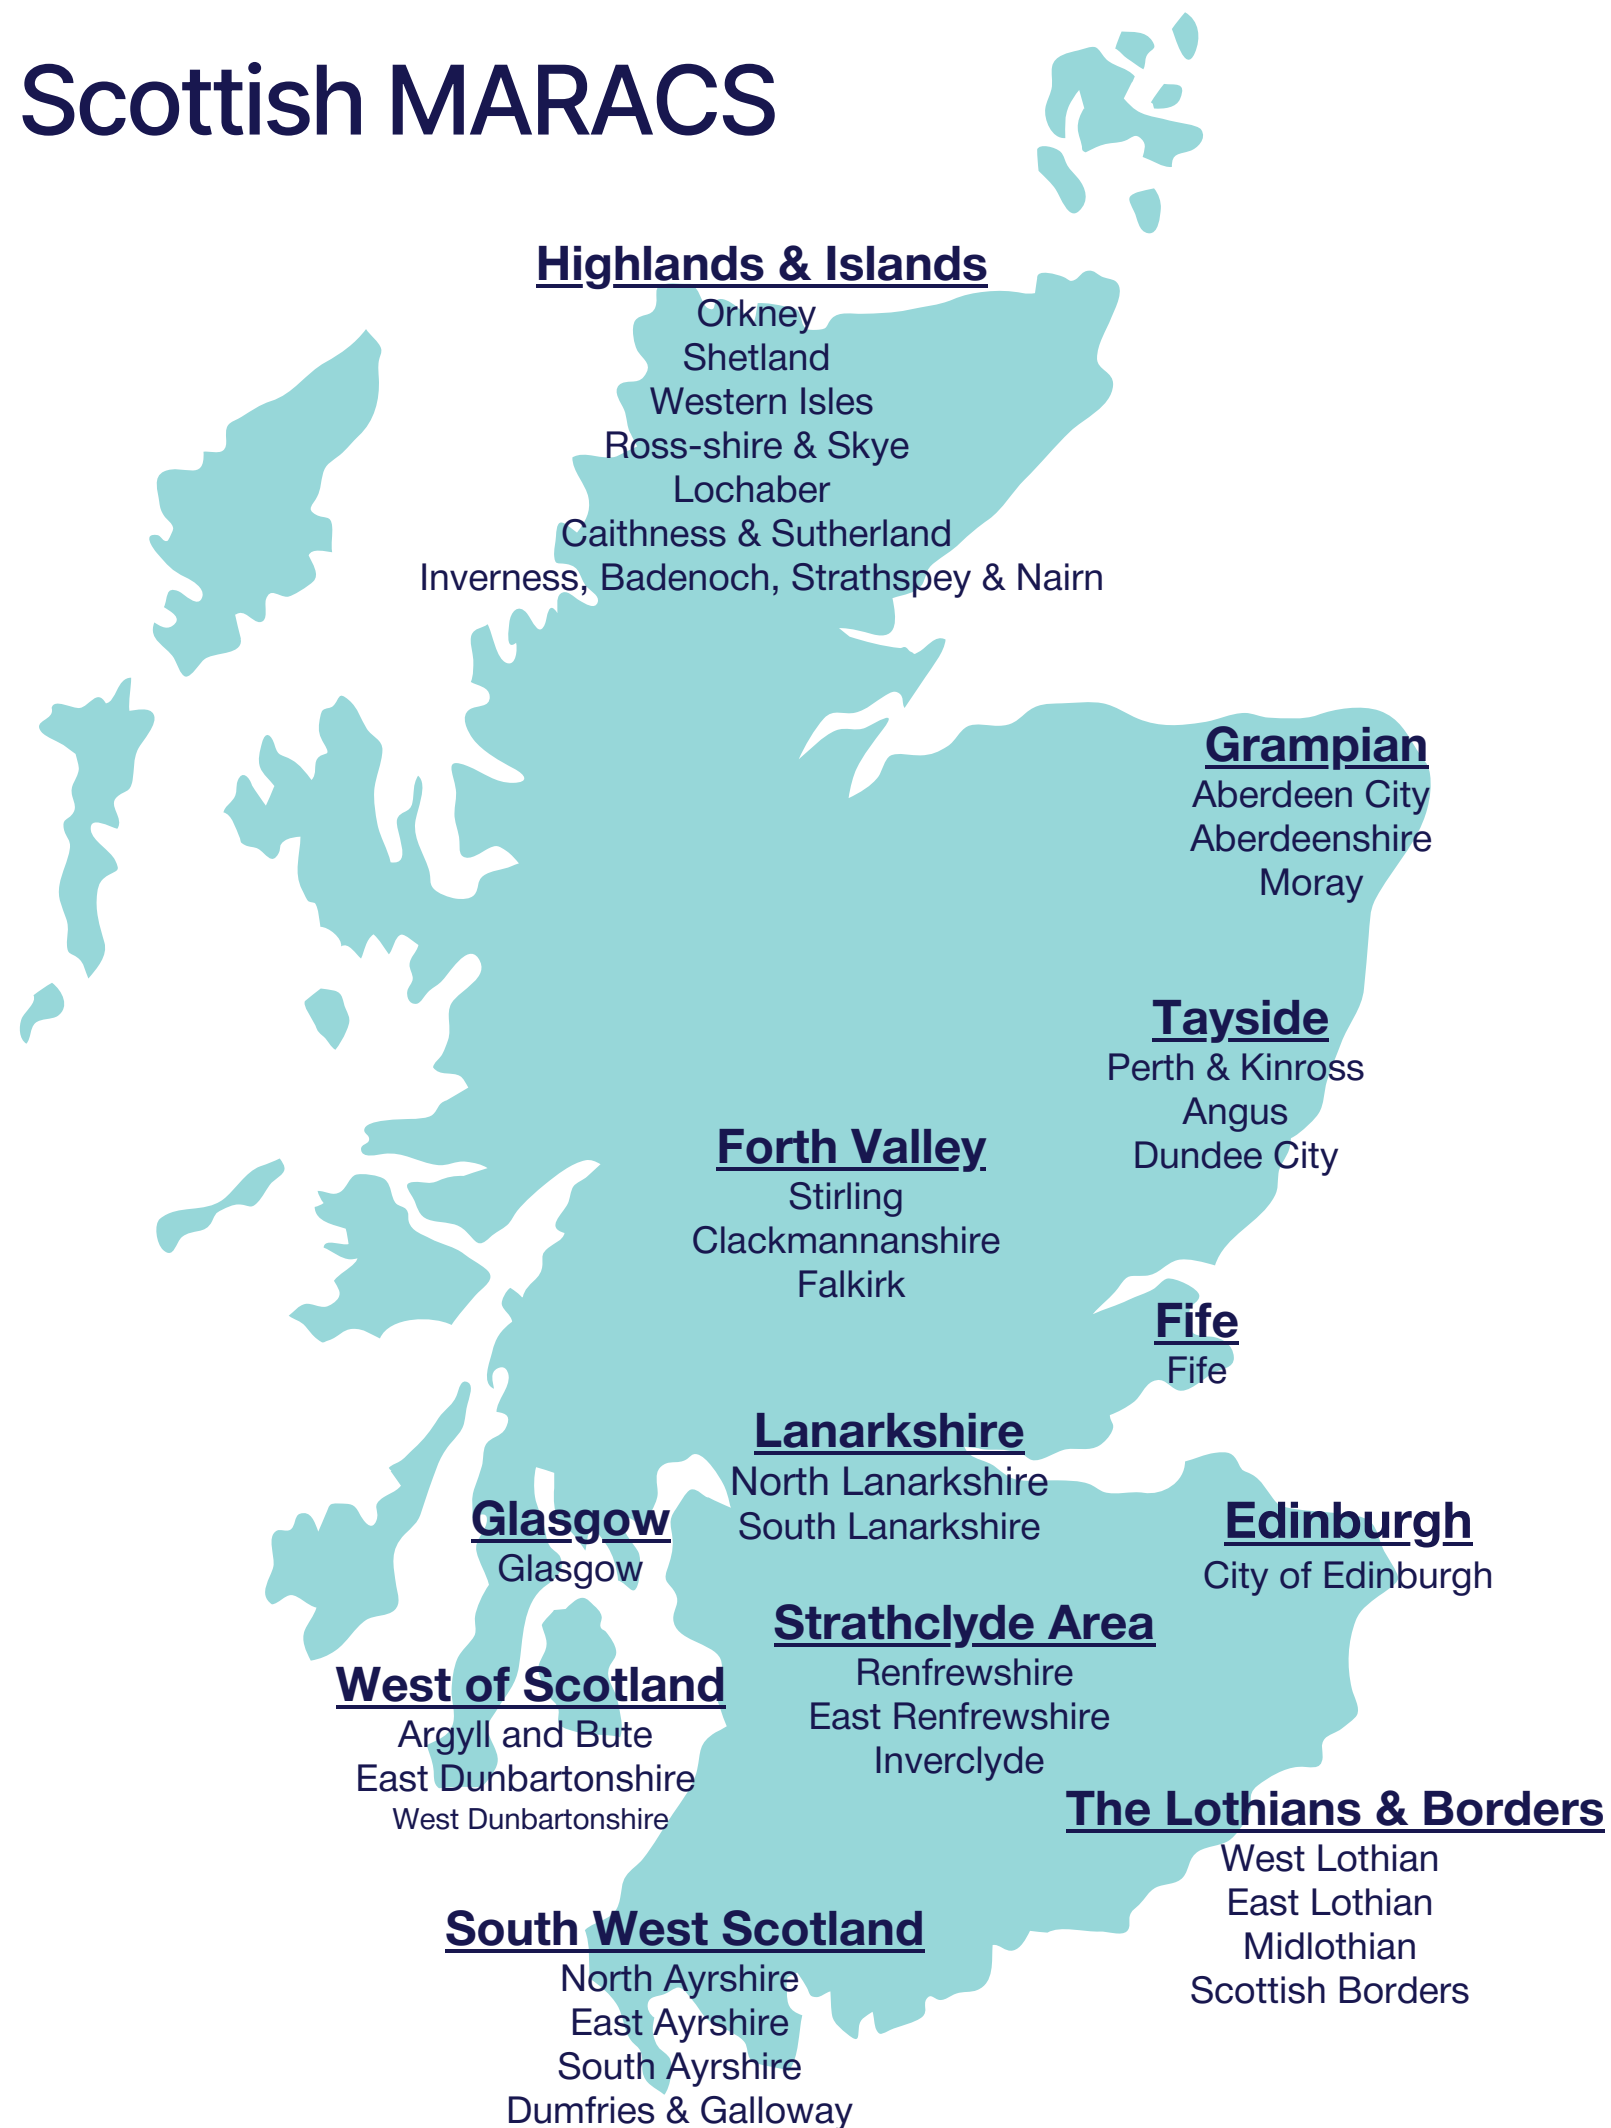 Scottish MARACS
Highlands & Islands
Orkney
Shetland
Western Isles
Ross-shire & Skye
Lochaber
Caithness & Sutherland
Inverness, Badenoch, Strathspey & Nairn
Grampian
Aberdeen City
Aberdeenshire
Moray
Tayside
Perth & Kinross
Angus
Dundee City
Forth Valley
Stirling
Clackmannanshire
Falkirk
Fife
Fife
Lanarkshire
North Lanarkshire
South Lanarkshire
Glasgow
Glasgow
Edinburgh
City of Edinburgh
Strathclyde Area
Renfrewshire
East Renfrewshire
Inverclyde
West of Scotland
Argyll and Bute
East Dunbartonshire
West Dunbartonshire
The Lothians & Borders
West Lothian
East Lothian
Midlothian
Scottish Borders
South West Scotland
North Ayrshire
East Ayrshire
South Ayrshire
Dumfries & Galloway